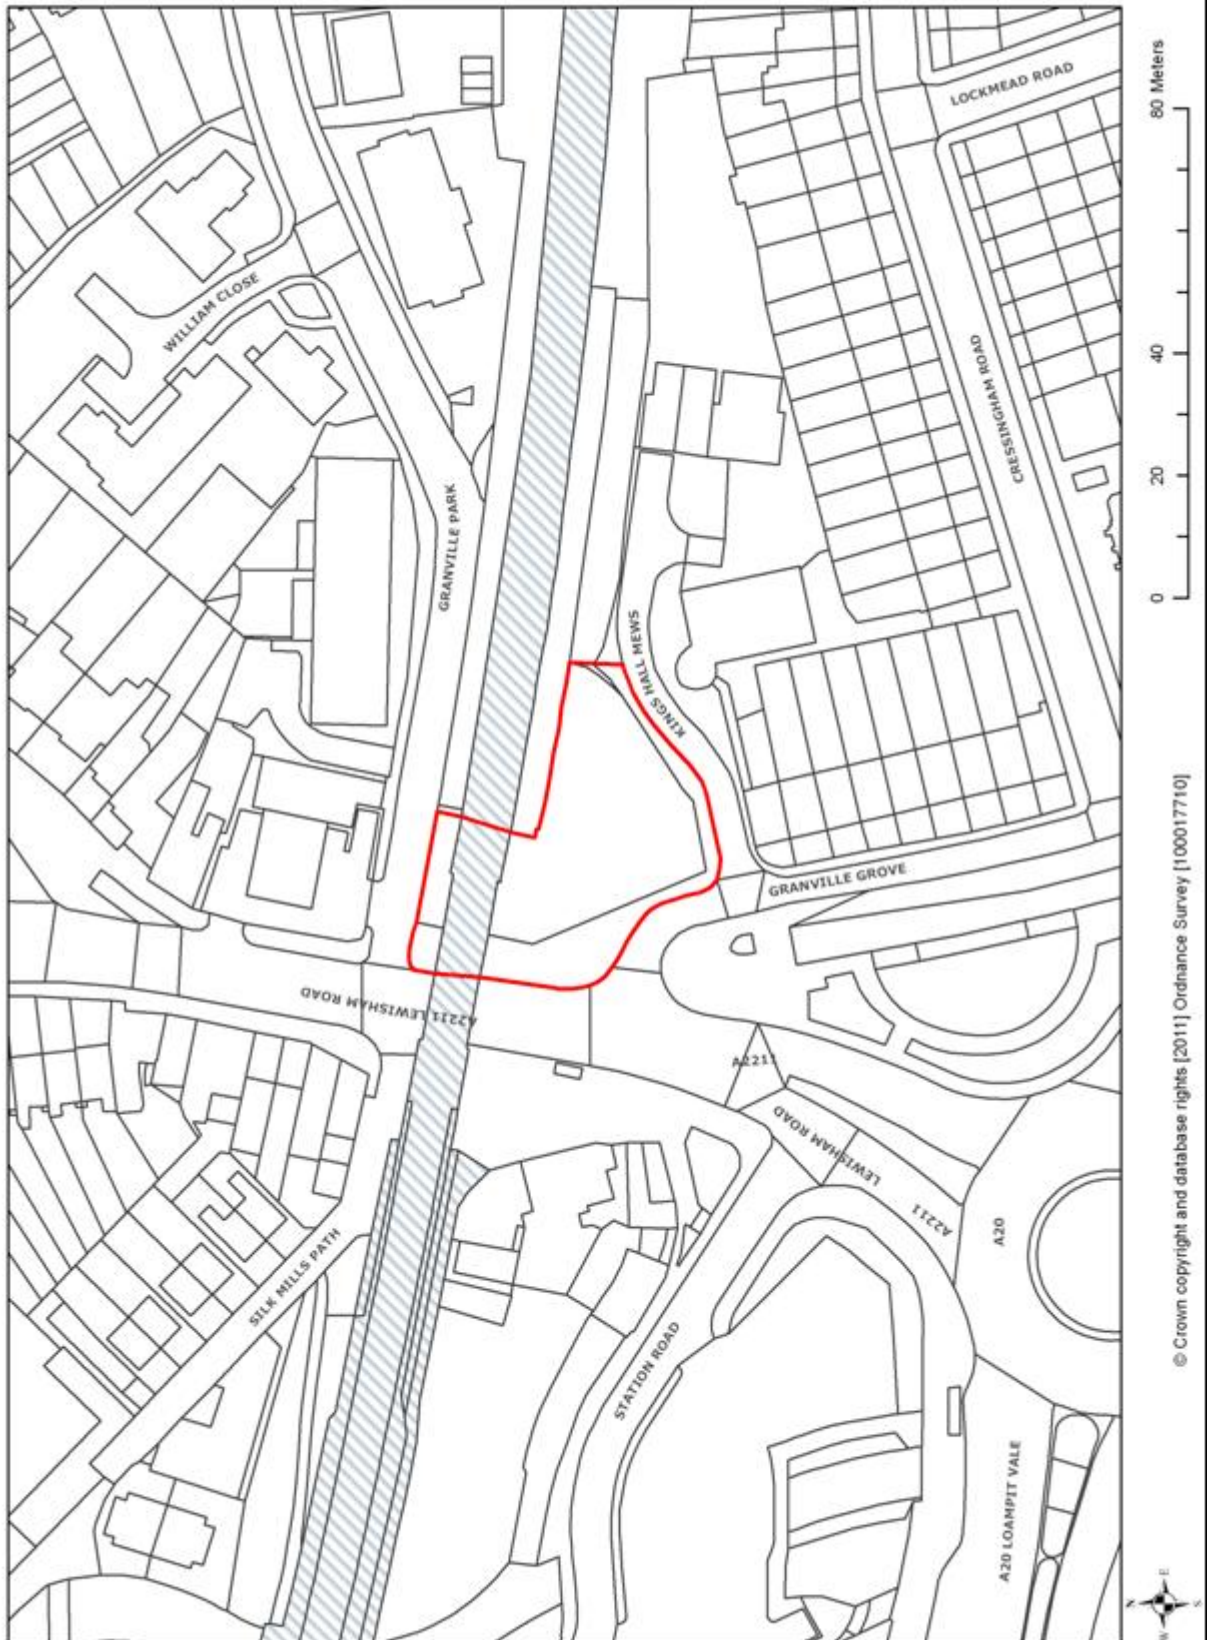 LOCKMEAD ROAD
WILLIAM CLOSE
CRESSINGHAM ROAD
GRANVILLE PARK
KINGS HALL MEWS
GRANVILLE GROVE
A2211 LEWISHAM ROAD
A2211
LEWISHAM ROAD
A2211
A20
SILK MILLS PATH
STATION ROAD
A20 LOAMPIT VALE
0 20 40 80 Meters
© Crown copyright and database rights [2011] Ordnance Survey [100017710]
N
E
S
W